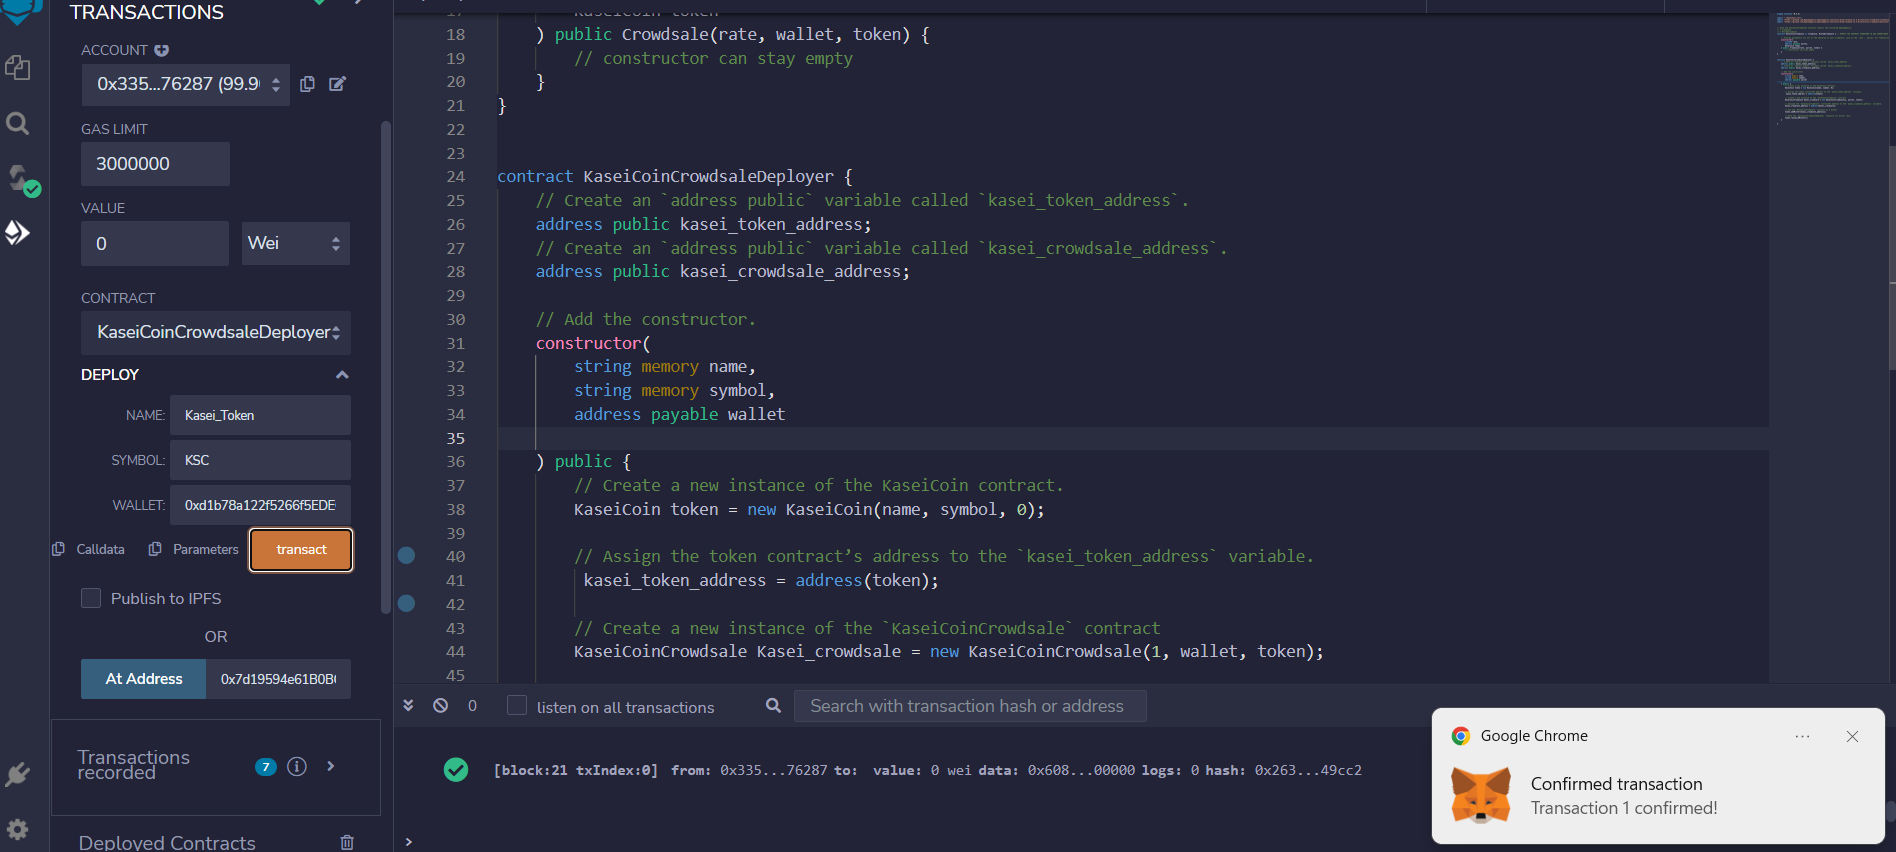 TRANSACTIONS
ACCOUNT
0x335...76287 (99.9
GAS LIMIT
3000000
VALUE
0
Wei
CONTRACT
KaseiCoinCrowdsaleDeployer
DEPLOY
NAME: Kasei_Token
SYMBOL: KSC
WALLET: 0xd1b78a122f5266f5EDE
Calldata Parameters transact
Publish to IPFS
OR
At Address 0x7d19594e61B0B
Transactions recorded 7
Deployed Contracts
17 KaseiCoin token
18 ) public Crowdsale(rate, wallet, token) {
19 // constructor can stay empty
20 }
21 }
22
23
24 contract KaseiCoinCrowdsaleDeployer {
25 // Create an `address public` variable called `kasei_token_address`.
26 address public kasei_token_address;
27 // Create an `address public` variable called `kasei_crowdsale_address`.
28 address public kasei_crowdsale_address;
29
30 // Add the constructor.
31 constructor(
32 string memory name,
33 string memory symbol,
34 address payable wallet
35
36 ) public {
37 // Create a new instance of the KaseiCoin contract.
38 KaseiCoin token = new KaseiCoin(name, symbol, 0);
39
40 // Assign the token contract’s address to the `kasei_token_address` variable.
41 kasei_token_address = address(token);
42
43 // Create a new instance of the `KaseiCoinCrowdsale` contract
44 KaseiCoinCrowdsale Kasei_crowdsale = new KaseiCoinCrowdsale(1, wallet, token);
45
0 listen on all transactions Search with transaction hash or address
[block:21 txIndex:0] from: 0x335...76287 to: value: 0 wei data: 0x608...00000 logs: 0 hash: 0x263...49cc2
>
Google Chrome
Confirmed transaction
Transaction 1 confirmed!